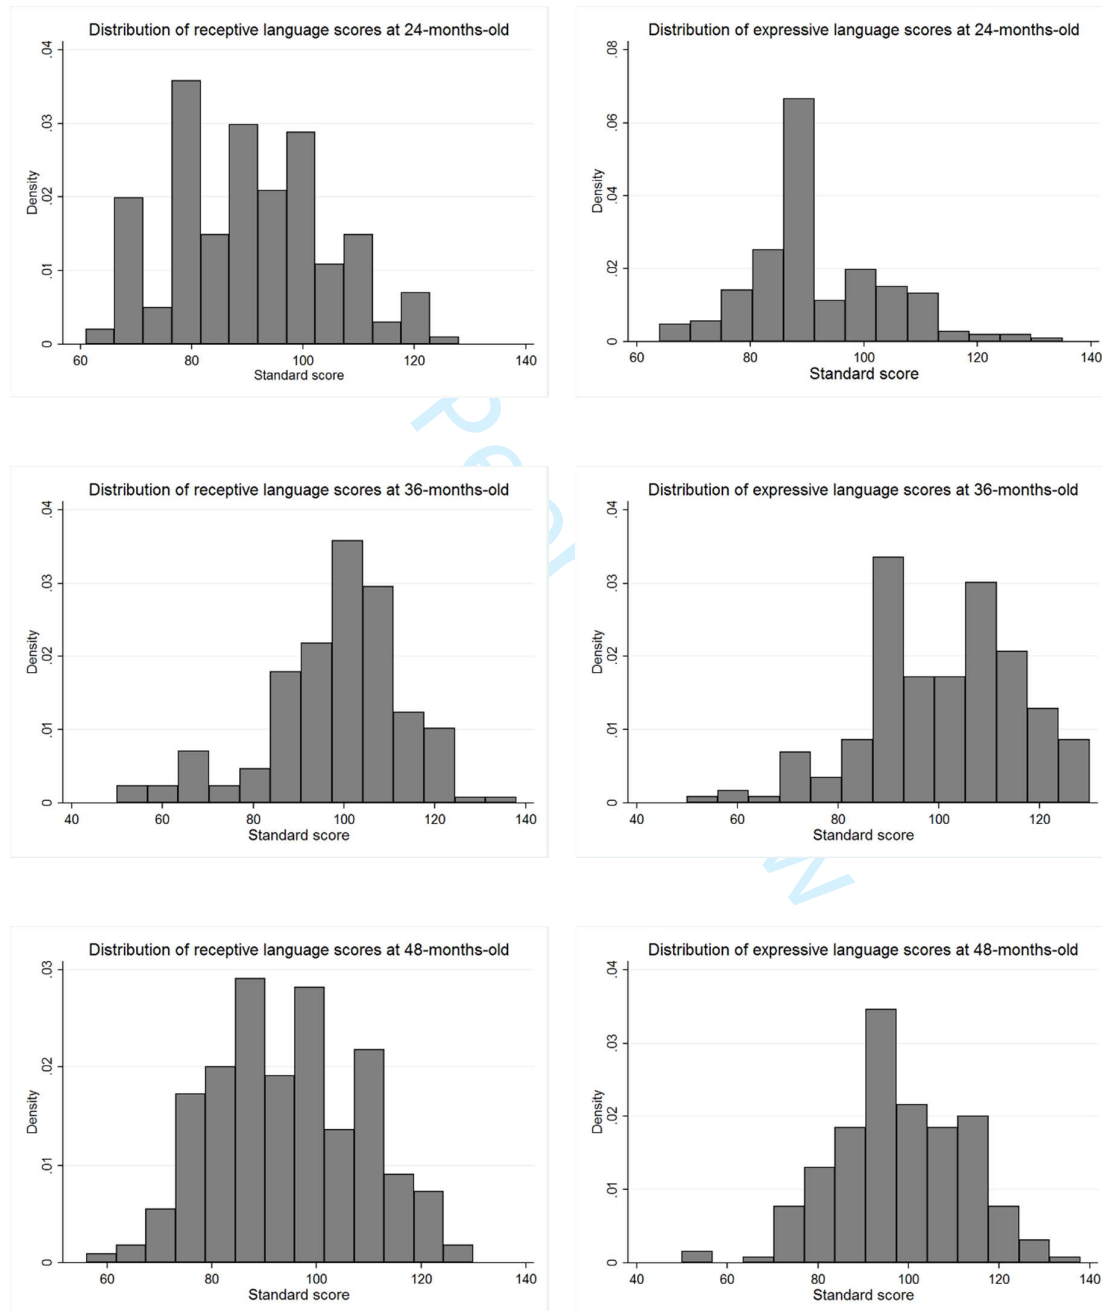 Distribution of receptive language scores at 24-months-old
Density
0 .01 .02 .03 .04
60 80 100 120 140
Standard score
Distribution of expressive language scores at 24-months-old
Density
0 .02 .04 .06 .08
60 80 100 120 140
Standard score
Distribution of receptive language scores at 36-months-old
Density
0 .01 .02 .03 .04
40 60 80 100 120 140
Standard score
Distribution of expressive language scores at 36-months-old
Density
0 .01 .02 .03 .04
40 60 80 100 120
Standard score
Distribution of receptive language scores at 48-months-old
Density
0 .01 .02 .03
60 80 100 120 140
Standard score
Distribution of expressive language scores at 48-months-old
Density
0 .01 .02 .03 .04
40 60 80 100 120 140
Standard score